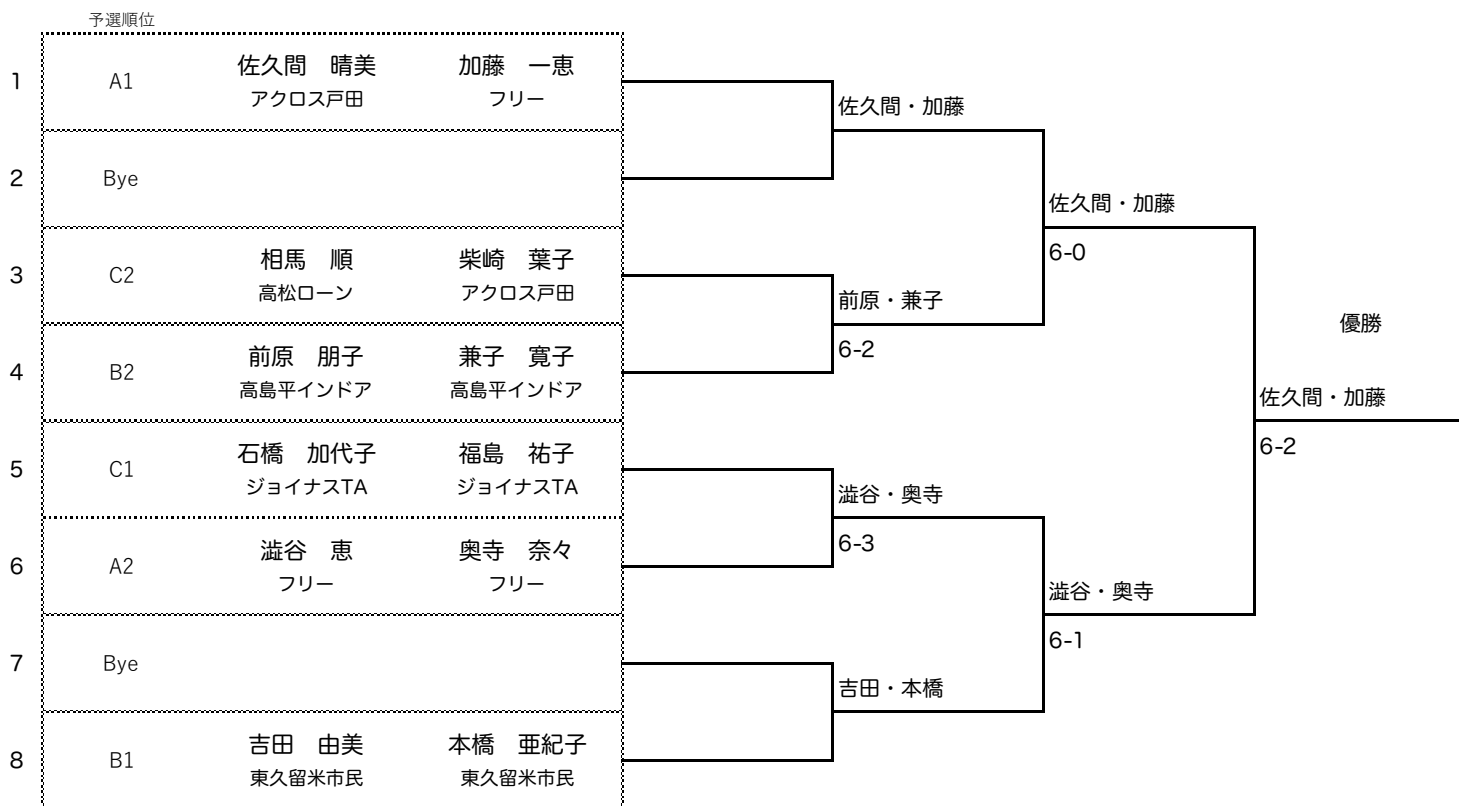 予選順位
1 A1 佐久間 晴美 加藤 一恵
アクロス戸田 フリー
佐久間・加藤
2 Bye
佐久間・加藤
6-0
3 C2 相馬 順 柴崎 葉子
高松ローン アクロス戸田
前原・兼子
6-2
4 B2 前原 朋子 兼子 寛子
高島平インドア 高島平インドア
優勝
佐久間・加藤
6-2
5 C1 石橋 加代子 福島 祐子
ジョイナスTA ジョイナスTA
澁谷・奥寺
6-3
6 A2 澁谷 恵 奥寺 奈々
フリー フリー
澁谷・奥寺
6-1
7 Bye
吉田・本橋
8 B1 吉田 由美 本橋 亜紀子
東久留米市民 東久留米市民